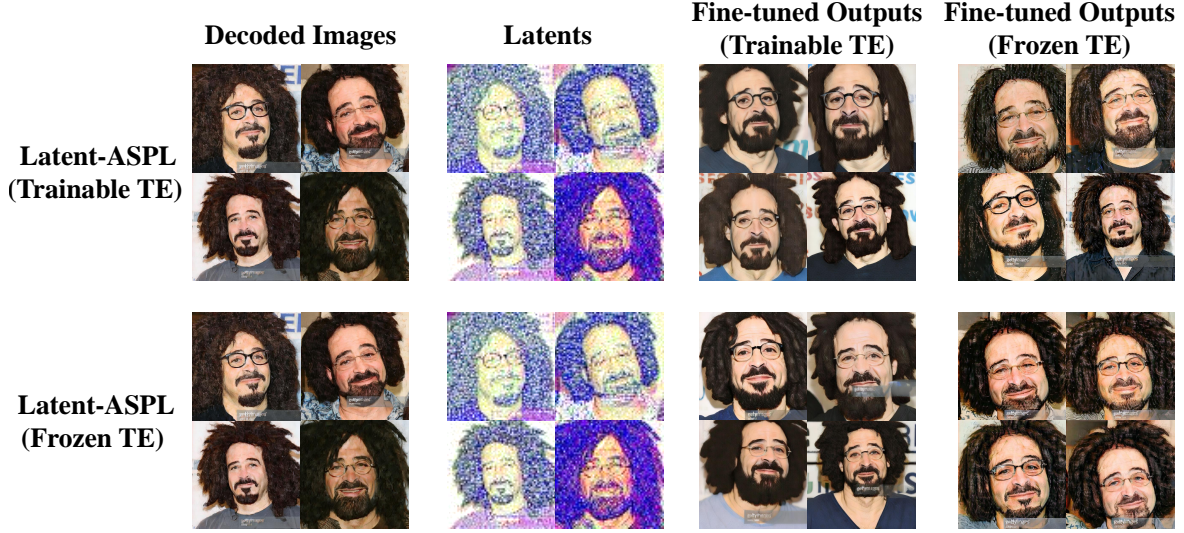 Decoded Images
Latents
Fine-tuned Outputs
(Trainable TE)
Fine-tuned Outputs
(Frozen TE)
Latent-ASPL
(Trainable TE)
Latent-ASPL
(Frozen TE)